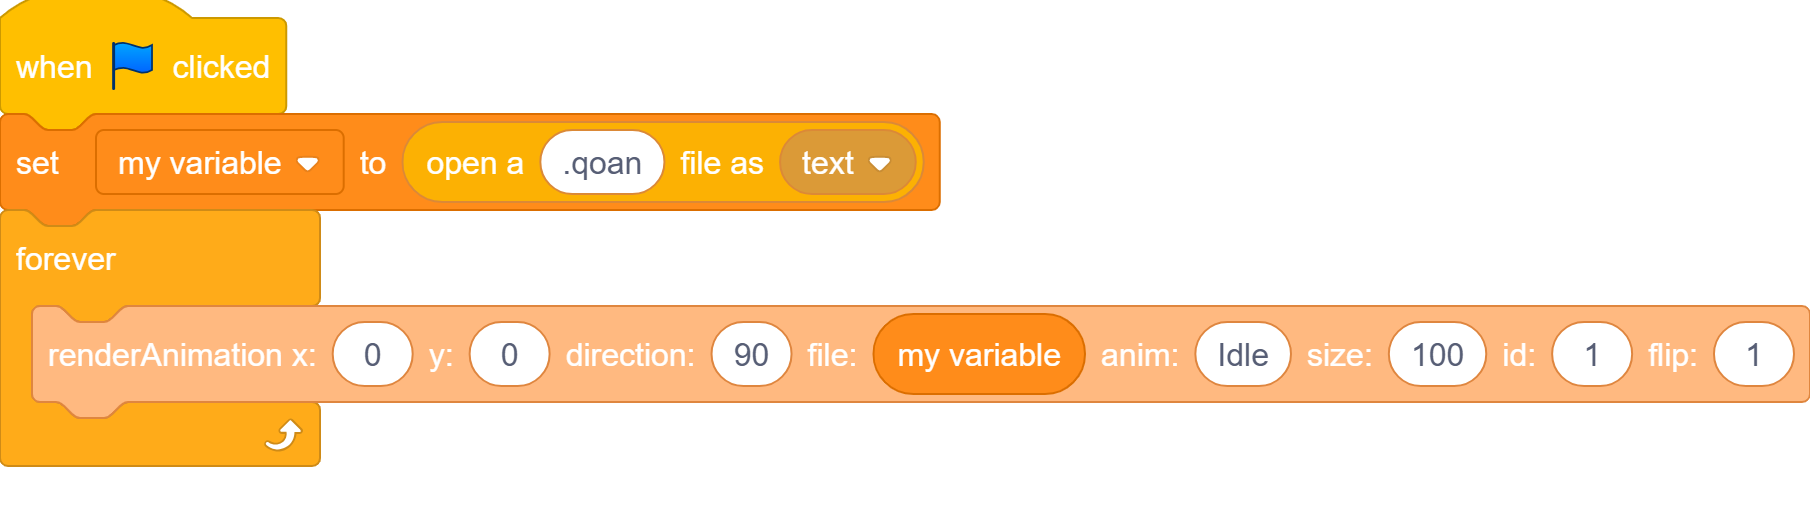 when clicked
set my variable to open a .qoan file as text
forever
renderAnimation x: 0 y: 0 direction: 90 file: my variable anim: Idle size: 100 id: 1 flip: 1